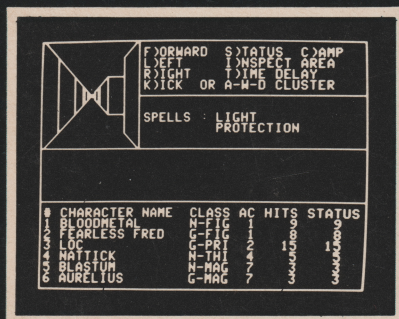 F)ORWARD S)TATUS C)AMP
L)EFT I)NSPECT AREA
R)IGHT T)IME DELAY
K)ICK OR A-W-D CLUSTER
SPELLS : LIGHT
PROTECTION
# CHARACTER NAME CLASS AC HITS STATUS
1 BLOODMETAL N-FIG 1 9 9
2 FEARLESS FRED G-FIG 1 8 8
3 LOC G-PRI 2 15 15
4 NATTICK N-THI 4 5 5
5 BLASTUM N-MAG 7 3 3
6 AURELIUS G-MAG 7 3 3